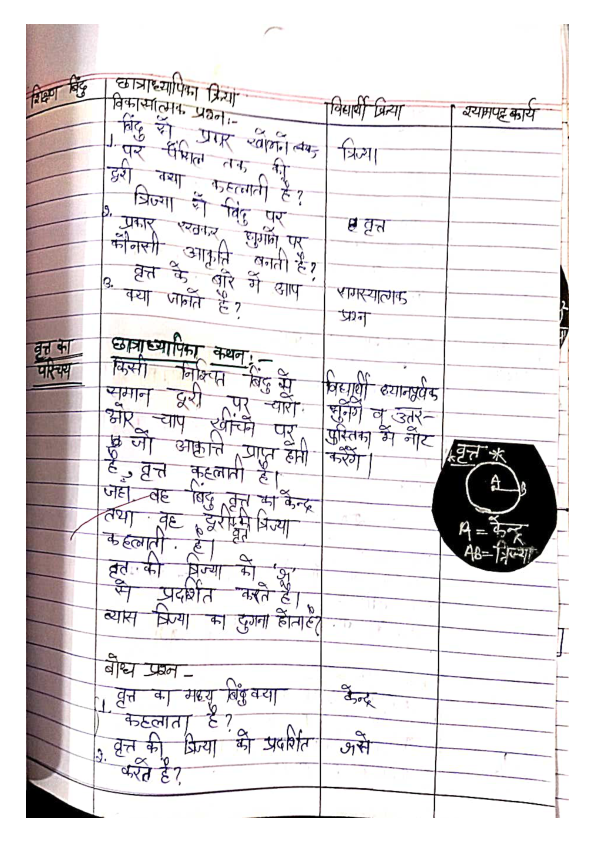 शिक्षण बिंदु
छात्राध्यापिका क्रिया
विद्यार्थी क्रिया
श्यामपट्ट कार्य
विकासात्मक प्रश्न:-
1. बिंदु से प्रकार खींचने तक
पर पेंसिल तक की
दूरी क्या कहलाती है?
त्रिज्या
2. त्रिज्या से बिंदु पर
प्रकार रखकर घुमाने पर
कौनसी आकृति बनती है?
वृत्त
3. वृत्त के बारे में आप
क्या जानते हैं?
समस्यात्मक
प्रश्न
वृत्त का
परिचय
छात्राध्यापिका कथन:-
किसी निश्चित बिंदु से
समान दूरी पर चारों
ओर चाप खींचने पर
जो आकृति प्राप्त होती
है, वृत्त कहलाती है।
जहाँ वह बिंदु वृत्त का केन्द्र
तथा वह दूरी त्रिज्या
वृत्त
कहलाती है।
वृत्त की त्रिज्या को 'r'
से प्रदर्शित करते हैं।
व्यास त्रिज्या का दुगना होता है?
विद्यार्थी ध्यानपूर्वक
सुनेंगे व उत्तर-
पुस्तिका में नोट
करेंगे।
*वृत्त*
A
B
A = केन्द्र
AB = त्रिज्या
बोध प्रश्न -
1. वृत्त का मध्य बिंदु क्या
कहलाता है?
केन्द्र
2. वृत्त की त्रिज्या को प्रदर्शित
करते है?
r से